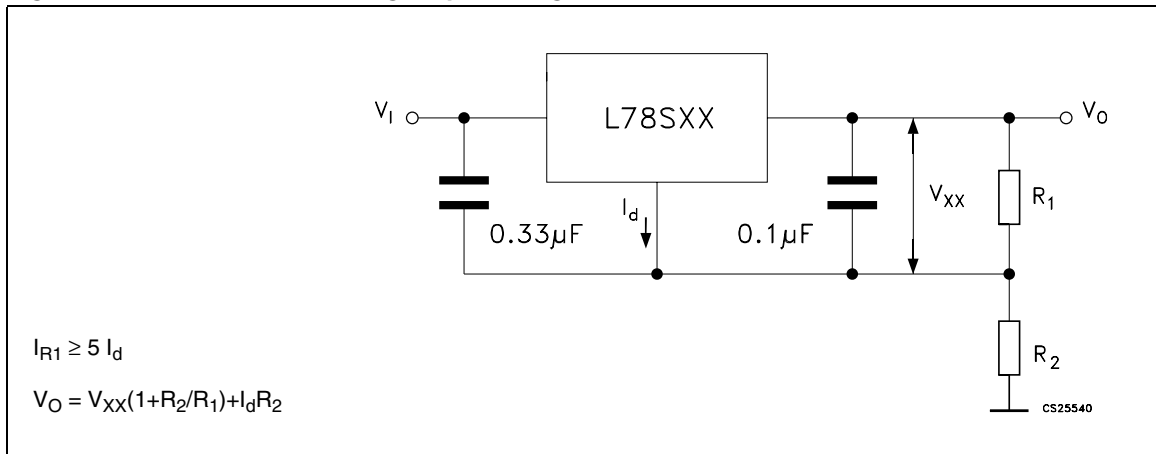 V_I
L78SXX
V_O
I_d
V_XX
R_1
0.33μF
0.1μF
R_2
I_R1 ≥ 5 I_d
V_O = V_XX(1+R_2/R_1)+I_dR_2
CS25540